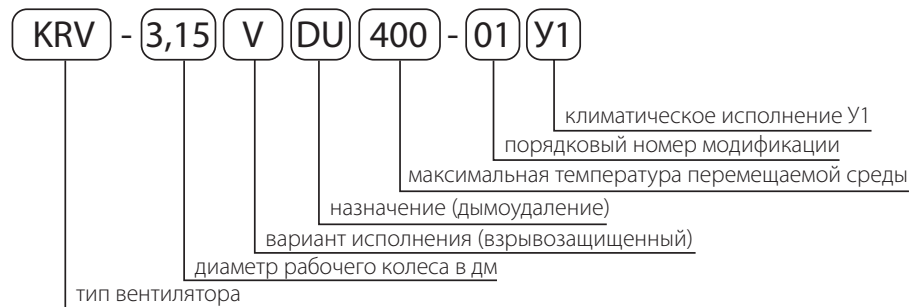 KRV - 3,15 V DU 400 - 01 У1
климатическое исполнение У1
порядковый номер модификации
максимальная температура перемещаемой среды
назначение (дымоудаление)
вариант исполнения (взрывозащищенный)
диаметр рабочего колеса в дм
тип вентилятора